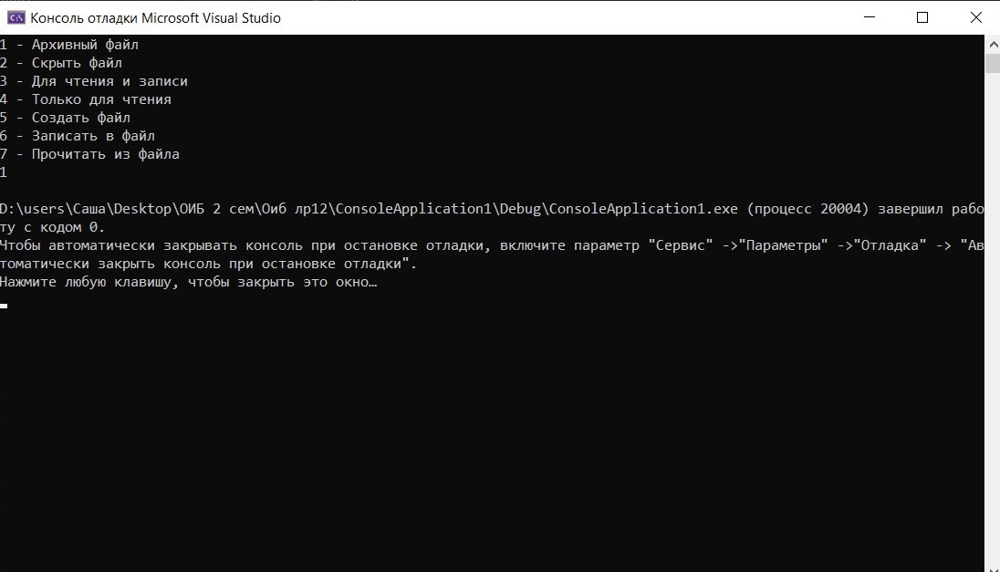 Консоль отладки Microsoft Visual Studio
1 - Архивный файл
2 - Скрыть файл
3 - Для чтения и записи
4 - Только для чтения
5 - Создать файл
6 - Записать в файл
7 - Прочитать из файла
1
D:\users\Саша\Desktop\ОИБ 2 сем\Оиб лр12\ConsoleApplication1\Debug\ConsoleApplication1.exe (процесс 20004) завершил рабо
ту с кодом 0.
Чтобы автоматически закрывать консоль при остановке отладки, включите параметр "Сервис" ->"Параметры" ->"Отладка" -> "Ав
томатически закрыть консоль при остановке отладки".
Нажмите любую клавишу, чтобы закрыть это окно…